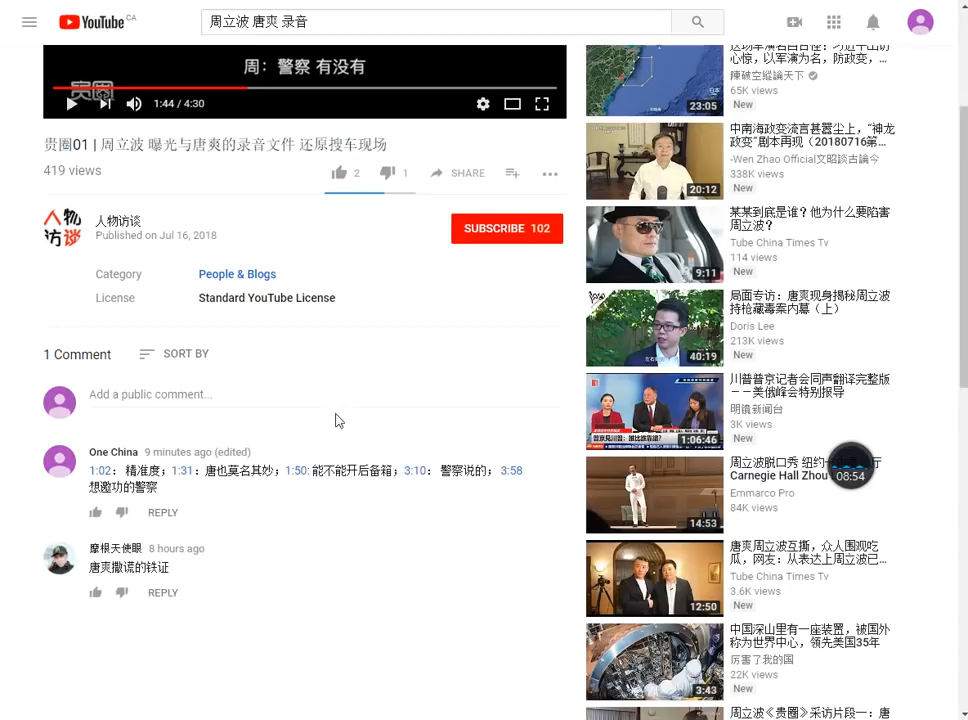 YouTube CA
周立波 唐爽 录音
贵圈
周：警察 有没有
1:44 / 4:30
贵圈01 | 周立波 曝光与唐爽的录音文件 还原搜车现场
419 views
2
1
SHARE
人物访谈
人物访谈
Published on Jul 16, 2018
SUBSCRIBE 102
Category
People & Blogs
License
Standard YouTube License
1 Comment
SORT BY
Add a public comment...
One China 9 minutes ago (edited)
1:02：精准度，1:31：唐也莫名其妙，1:50: 能不能开后备箱，3:10： 警察说的，3:58
想邀功的警察
REPLY
摩根天使眼 8 hours ago
唐爽撒谎的铁证
REPLY
23:05
心惊，以军演为名，防政变，...
陳破空縱論天下
65K views
New
20:12
中南海政变流言甚嚣尘上，“神龙
政变”剧本再现（20180716第...
-Wen Zhao Official文昭談古論今
338K views
New
9:11
某某到底是谁？他为什么要陷害
周立波？
Tube China Times Tv
114 views
New
40:19
局面专访：唐爽现身揭秘周立波
持枪藏毒案内幕（上）
Doris Lee
213K views
New
1:06:46
川普普京记者会同声翻译完整版
－－美俄峰会特别报导
明鏡新闻台
3K views
New
14:53
周立波脱口秀 纽约
厅
Carnegie Hall Zhou
08:54
Emmarco Pro
84K views
12:50
唐爽周立波互撕，众人围观吃
瓜，网友：从表达上周立波已...
Tube China Times Tv
3.6K views
New
3:43
中国深山里有一座装置，被国外
称为世界中心，领先美国35年
厉害了我的国
22K views
New
周立波《贵圈》采访片段一：唐